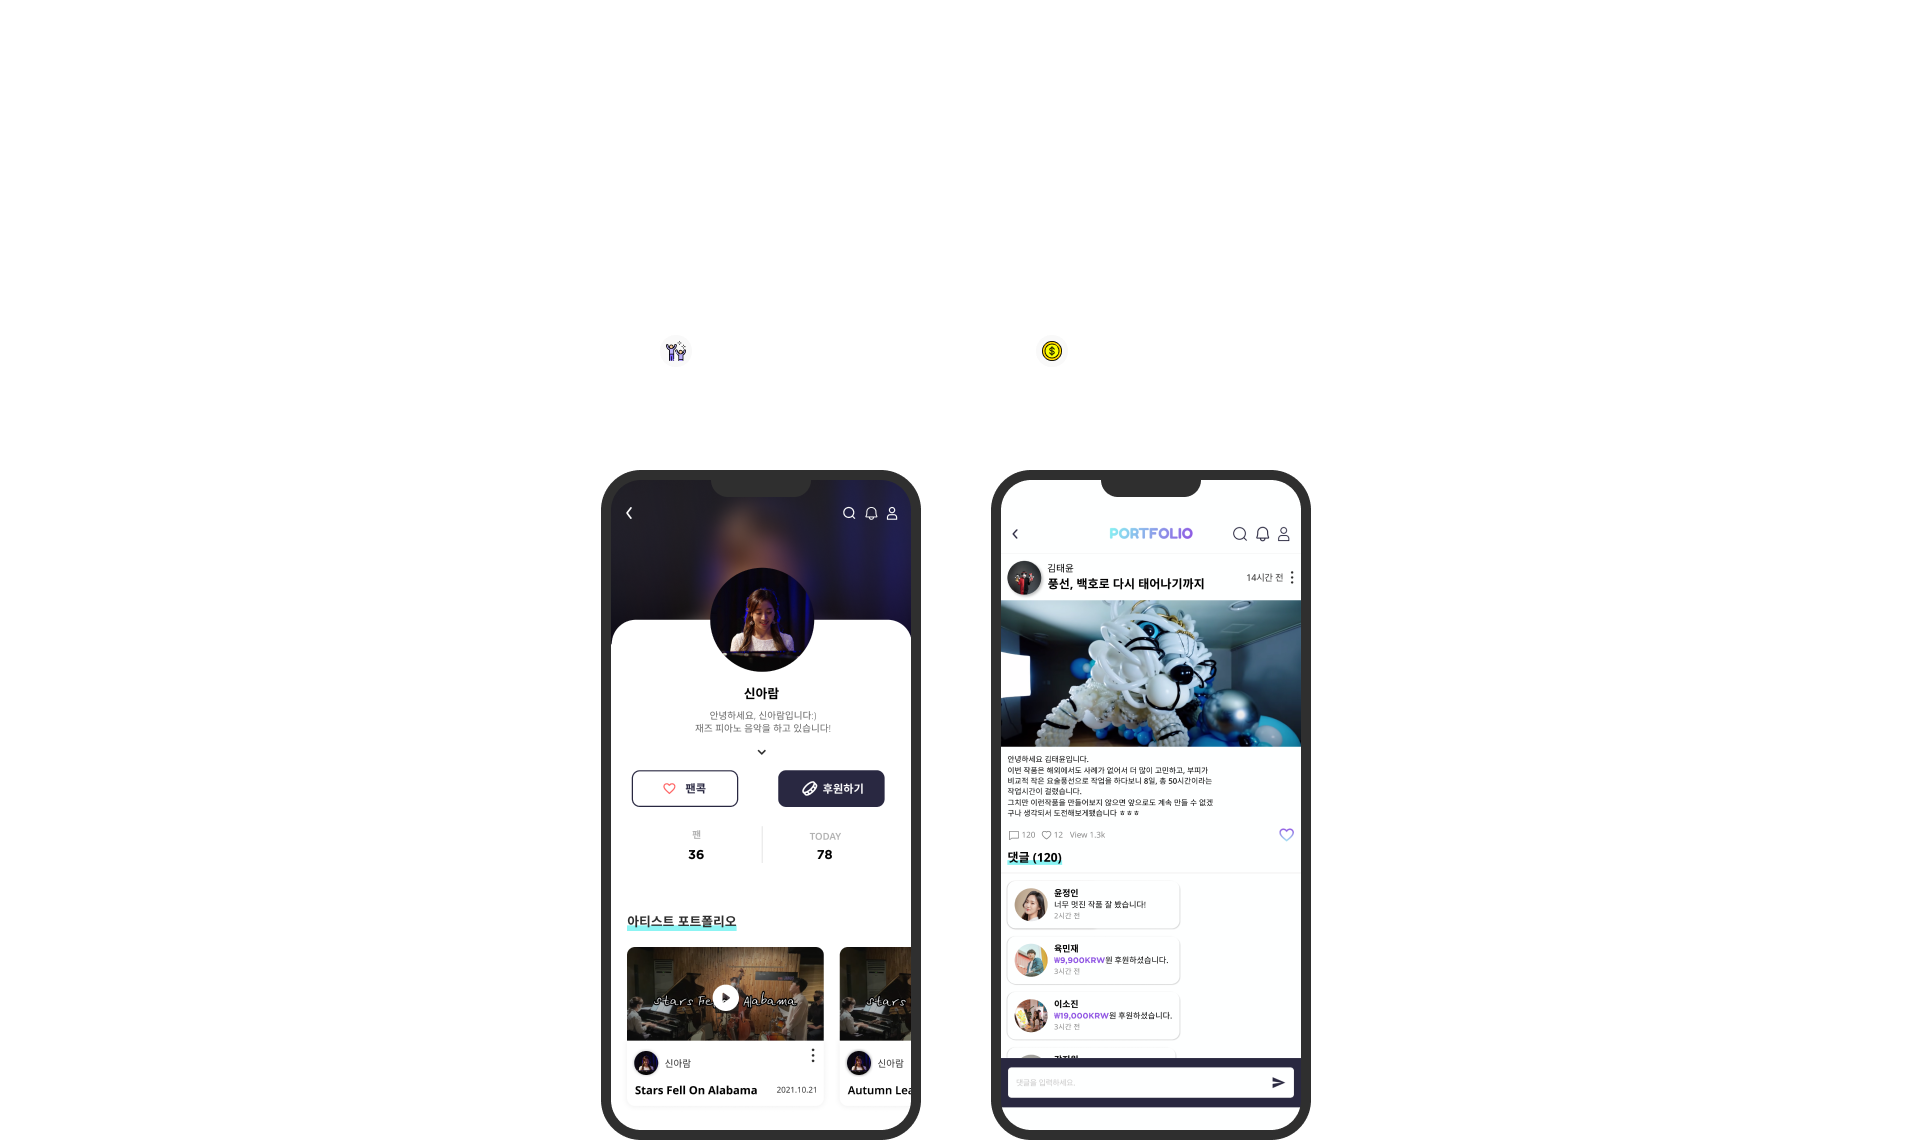 신아람
안녕하세요, 신아람입니다:)
재즈 피아노 음악을 하고 있습니다!
팬콕
후원하기
팬
36
TODAY
78
아티스트 포트폴리오
stars Fe
Alabama
stars
신아람
Stars Fell On Alabama
2021.10.21
신아람
Autumn Lea
PORTFOLIO
김태윤
풍선, 백호로 다시 태어나기까지
14시간 전
안녕하세요 김태윤입니다.
이번 작품은 해외에서도 사례가 없어서 더 많이 고민하고, 부피가
비교적 작은 요술풍선으로 작업을 하다보니 8일, 총 50시간이라는
작업시간이 걸렸습니다.
그치만 이런작품을 만들어보지 않으면 앞으로도 계속 만들 수 없겠
구나 생각되서 도전해보게됐습니다 ㅎㅎㅎ
120
12
View 1.3k
댓글 (120)
윤정인
너무 멋진 작품 잘 봤습니다!
2시간 전
육민재
₩9,900KRW원 후원하셨습니다.
3시간 전
이소진
₩19,000KRW원 후원하셨습니다.
3시간 전
댓글을 입력하세요.